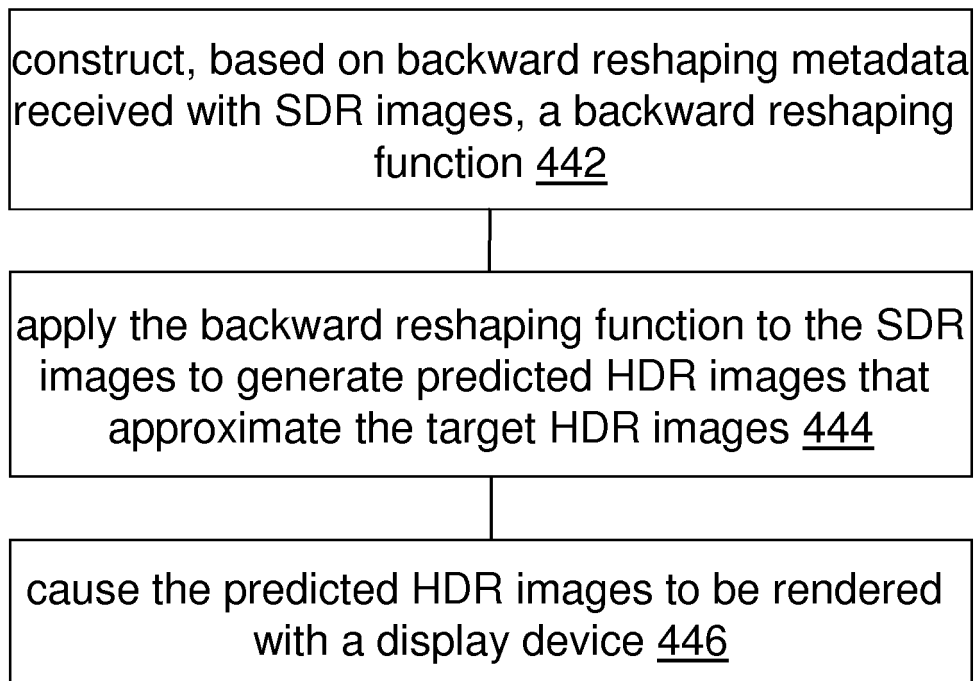 construct, based on backward reshaping metadata
received with SDR images, a backward reshaping
function 442
apply the backward reshaping function to the SDR
images to generate predicted HDR images that
approximate the target HDR images 444
cause the predicted HDR images to be rendered
with a display device 446